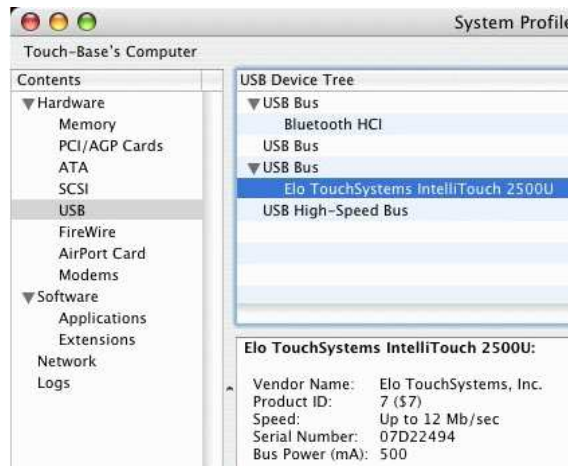 System Profile
Touch-Base's Computer
Contents
Hardware
Memory
PCI/AGP Cards
ATA
SCSI
USB
FireWire
AirPort Card
Modems
Software
Applications
Extensions
Network
Logs
USB Device Tree
USB Bus
Bluetooth HCI
USB Bus
USB Bus
Elo TouchSystems IntelliTouch 2500U
USB High-Speed Bus
Elo TouchSystems IntelliTouch 2500U:
Vendor Name: Elo TouchSystems, Inc.
Product ID: 7 ($7)
Speed: Up to 12 Mb/sec
Serial Number: 07D22494
Bus Power (mA): 500